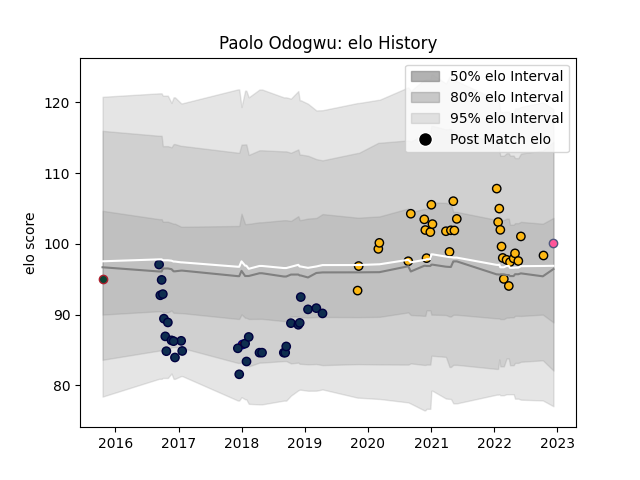 Paolo Odogwu: elo History
50% elo Interval
80% elo Interval
95% elo Interval
Post Match elo
elo score
120
110
100
90
80
2016 2017 2018 2019 2020 2021 2022 2023